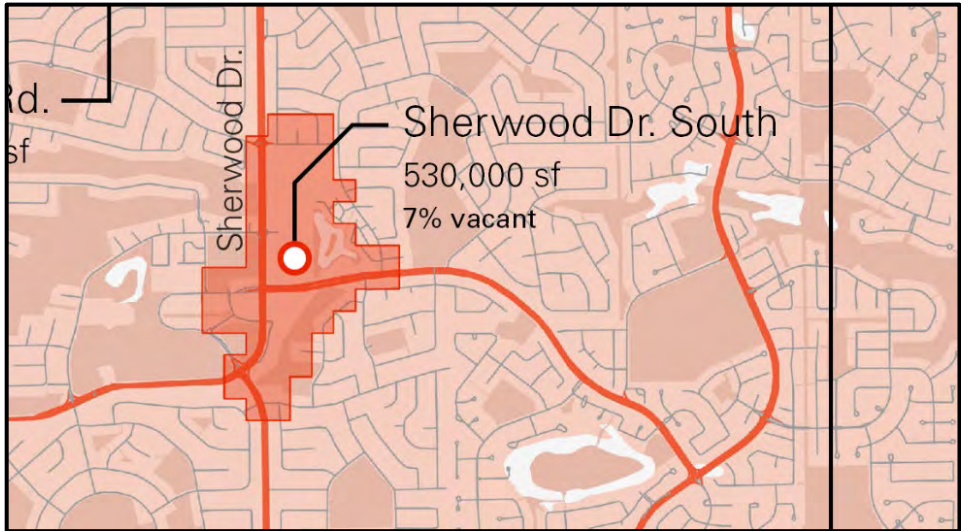 Rd.
sf
Sherwood Dr.
Sherwood Dr. South
530,000 sf
7% vacant